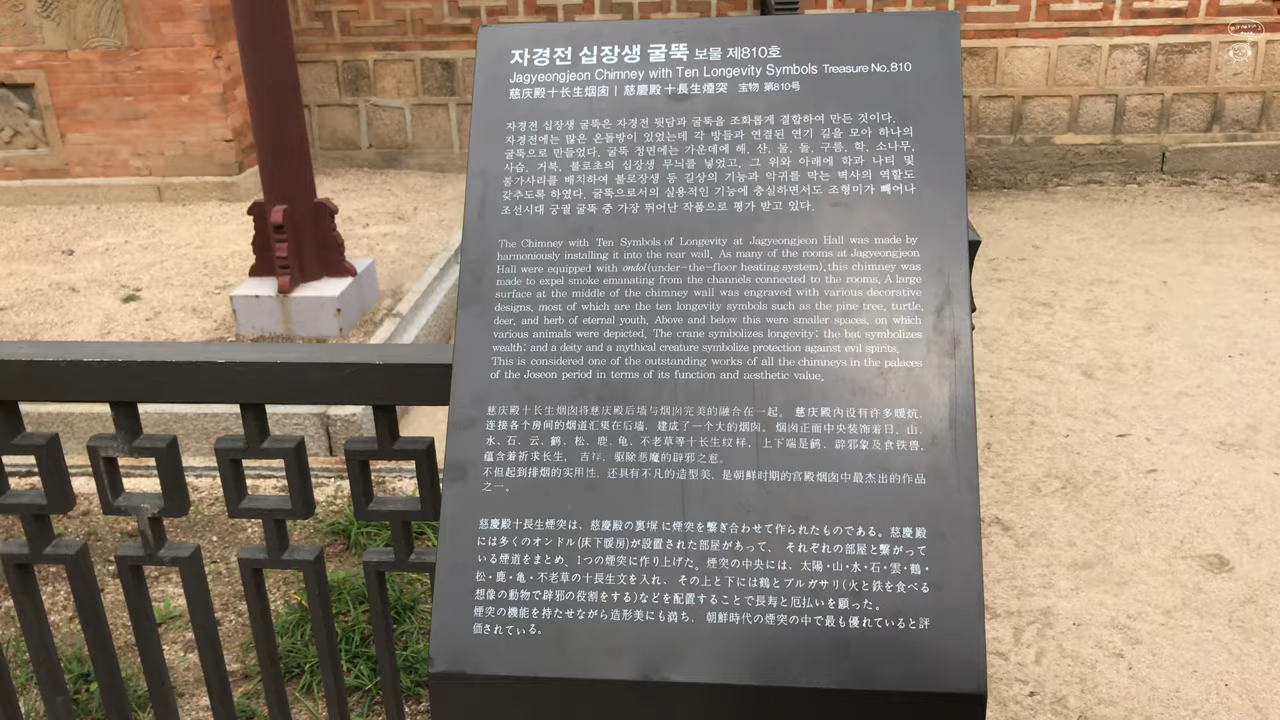 자경전 십장생 굴뚝 보물 제810호
Jagyeongjeon Chimney with Ten Longevity Symbols Treasure No.810
慈庆殿十长生烟囱 | 慈慶殿十長生煙突 宝物 第810号
자경전 십장생 굴뚝은 자경전 뒷담과 굴뚝을 조화롭게 결합하여 만든 것이다.
자경전에는 많은 온돌방이 있었는데 각 방들과 연결된 연기 길을 모아 하나의
굴뚝으로 만들었다. 굴뚝 정면에는 가운데에 해, 산, 물, 돌, 구름, 학, 소나무,
사슴, 거북, 불로초의 십장생 무늬를 넣었고, 그 위와 아래에 학과 나티 및
불가사리를 배치하여 불로장생 등 길상의 기능과 악귀를 막는 벽사의 역할도
갖추도록 하였다. 굴뚝으로서의 실용적인 기능에 충실하면서도 조형미가 빼어나
조선시대 궁궐 굴뚝 중 가장 뛰어난 작품으로 평가 받고 있다.
The Chimney with Ten Symbols of Longevity at Jagyeongjeon Hall was made by
harmoniously installing it into the rear wall. As many of the rooms at Jagyeongjeon
Hall were equipped with ondol(under-the-floor heating system),this chimney was
made to expel smoke emanating from the channels connected to the rooms. A large
surface at the middle of the chimney wall was engraved with various decorative
designs, most of which are the ten longevity symbols such as the pine tree, turtle,
deer, and herb of eternal youth. Above and below this were smaller spaces, on which
various animals were depicted. The crane symbolizes longevity; the bat symbolizes
wealth; and a deity and a mythical creature symbolize protection against evil spirits.
This is considered one of the outstanding works of all the chimneys in the palaces
of the Joseon period in terms of its function and aesthetic value.
慈庆殿十长生烟囱将慈庆殿后墙与烟囱完美的融合在一起。 慈庆殿内设有许多暖炕,
连接各个房间的烟道汇集在后墙, 建成了一个大的烟囱。烟囱正面中央装饰着日、山、
水、石、云、鹤、松、鹿、龟、不老草等十长生纹样, 上下端是鹤、辟邪象及食铁兽,
蕴含着祈求长生, 吉祥, 驱除恶魔的辟邪之意。
不但起到排烟的实用性, 还具有不凡的造型美, 是朝鲜时期的宫殿烟囱中最杰出的作品
之一。
慈慶殿十長生煙突は、慈慶殿の裏塀に煙突を繋ぎ合わせて作られたものである。慈慶殿
には多くのオンドル(床下暖房)が設置された部屋があって、 それぞれの部屋と繋がって
いる煙道をまとめ、1つの煙突に作り上げた。煙突の中央には、太陽・山・水・石・雲・鶴・
松・鹿・亀・不老草の十長生文を入れ、 その上と下には鶴とプルガサリ(火と鉄を食べる
想像の動物で辟邪の役割をする)などを配置することで長寿と厄払いを願った。
煙突の機能を持たせながら造形美にも満ち、 朝鮮時代の煙突の中で最も優れていると評
価されている。